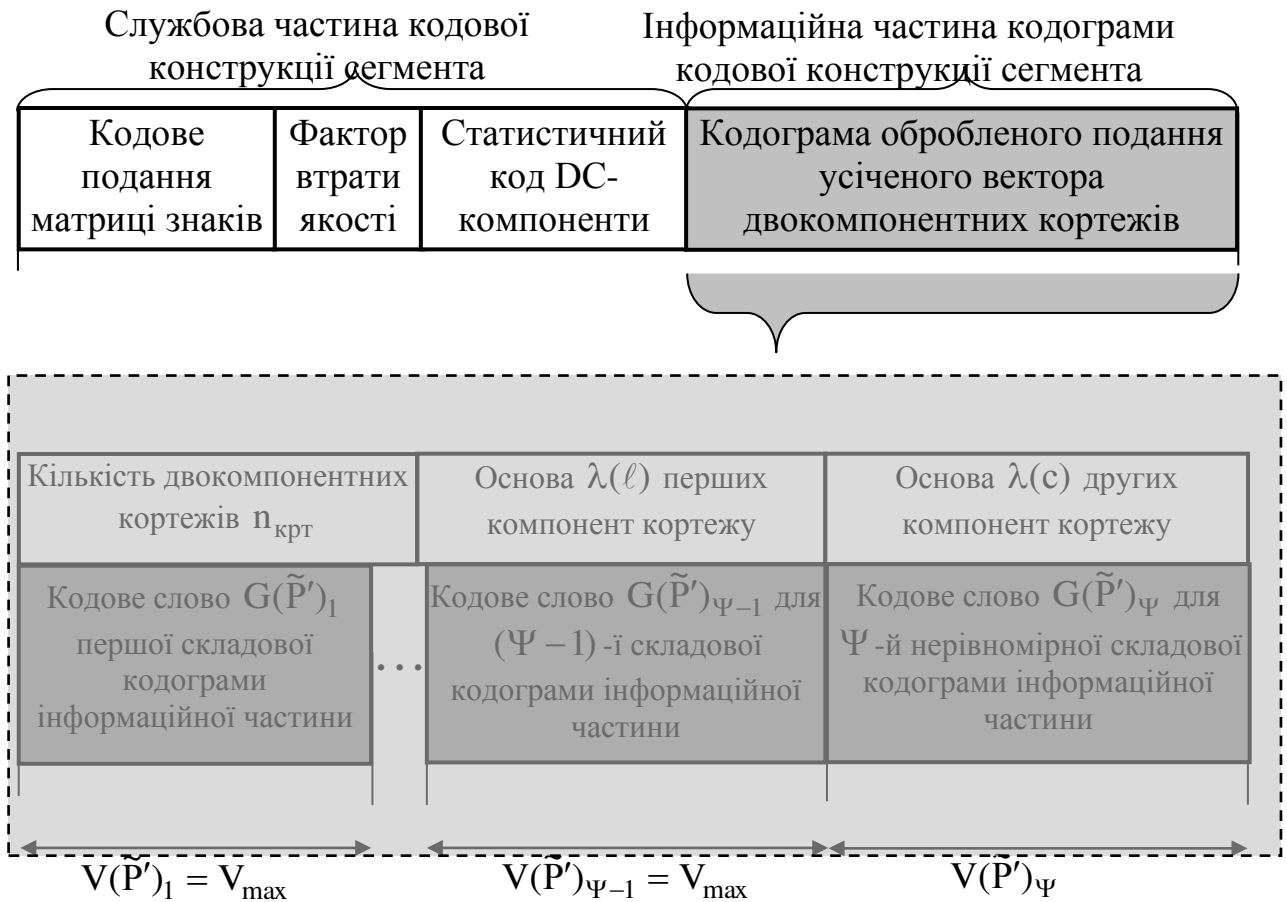 Службова частина кодової
конструкції сегмента
Інформаційна частина кодограми
кодової конструкції сегмента
Кодове
подання
матриці знаків
Фактор
втрати
якості
Статистичний
код DC-
компоненти
Кодограма обробленого подання
усіченого вектора
двокомпонентних кортежів
Кількість двокомпонентних
кортежів n_крт
Основа λ(ℓ) перших
компонент кортежу
Основа λ(c) других
компонент кортежу
Кодове слово G(P̃′)₁
першої складової
кодограми
інформаційної частини
...
Кодове слово G(P̃′)_Ψ−1 для
(Ψ−1)-ї складової
кодограми інформаційної
частини
Кодове слово G(P̃′)_Ψ для
Ψ-й нерівномірної складової
кодограми інформаційної
частини
V(P̃′)₁ = V_max
V(P̃′)_Ψ−1 = V_max
V(P̃′)_Ψ